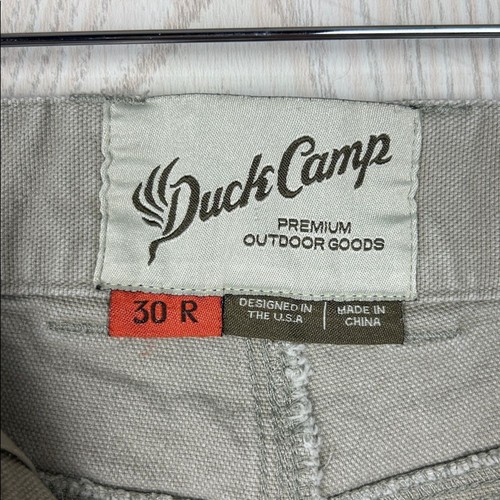 Duck Camp
PREMIUM
OUTDOOR GOODS
30 R
DESIGNED IN
THE U.S.A
MADE IN
CHINA